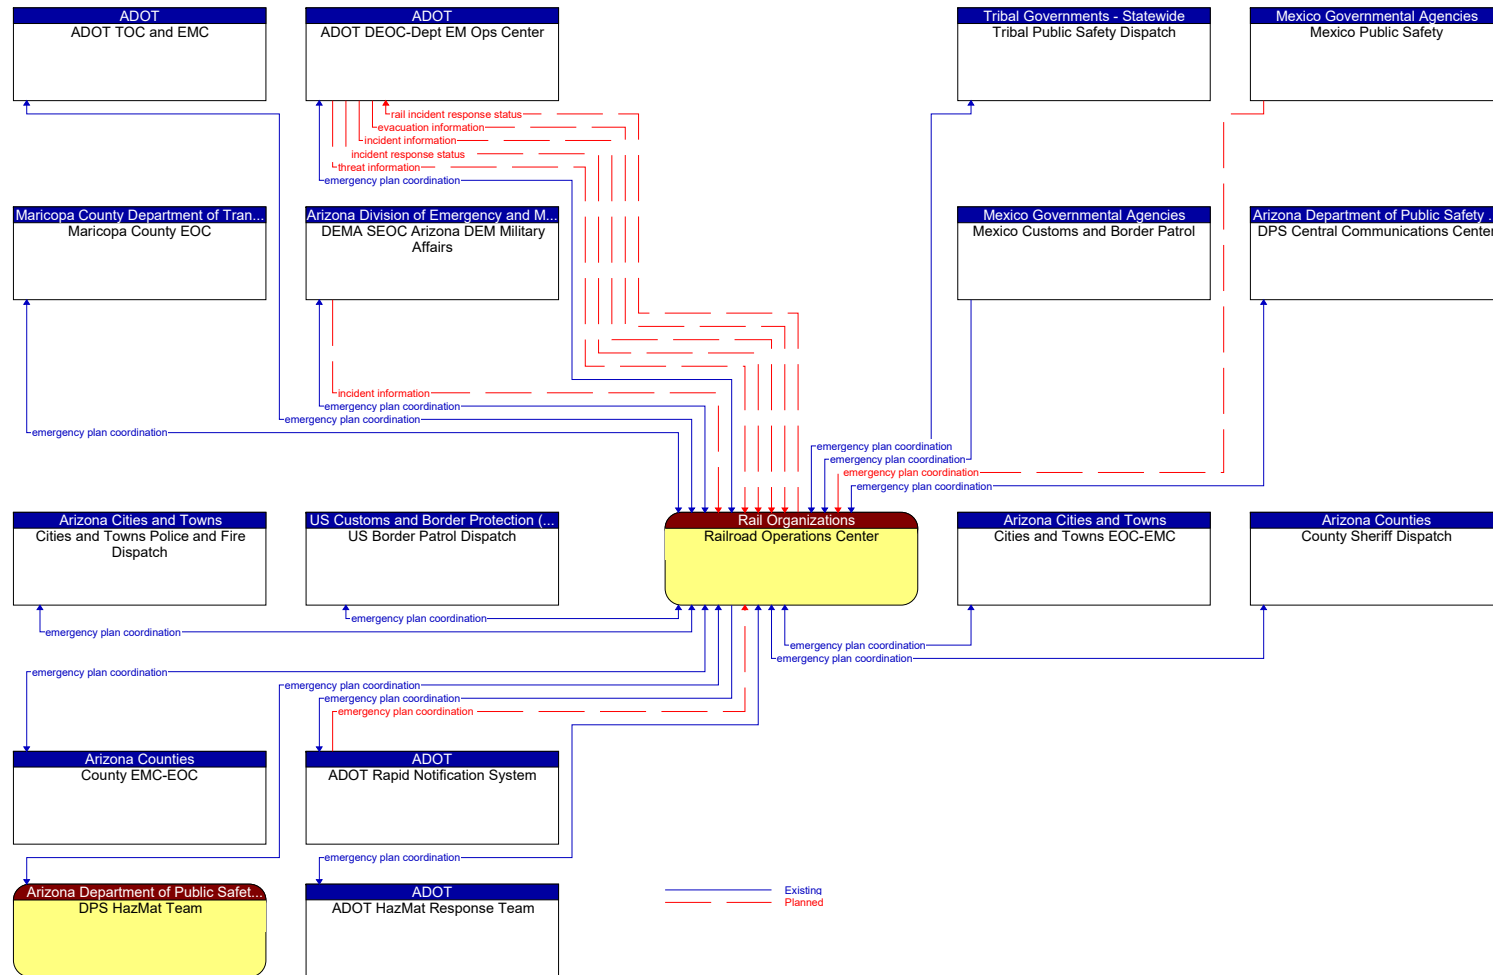 ADOT
ADOT TOC and EMC
ADOT
ADOT DEOC-Dept EM Ops Center
Tribal Governments - Statewide
Tribal Public Safety Dispatch
Mexico Governmental Agencies
Mexico Public Safety
rail incident response status
evacuation information
incident information
incident response status
threat information
emergency plan coordination
Maricopa County Department of Tran...
Maricopa County EOC
Arizona Division of Emergency and M...
DEMA SEOC Arizona DEM Military
Affairs
Mexico Governmental Agencies
Mexico Customs and Border Patrol
Arizona Department of Public Safety ...
DPS Central Communications Center
incident information
emergency plan coordination
emergency plan coordination
emergency plan coordination
emergency plan coordination
emergency plan coordination
emergency plan coordination
emergency plan coordination
Arizona Cities and Towns
Cities and Towns Police and Fire
Dispatch
US Customs and Border Protection (...
US Border Patrol Dispatch
Rail Organizations
Railroad Operations Center
Arizona Cities and Towns
Cities and Towns EOC-EMC
Arizona Counties
County Sheriff Dispatch
emergency plan coordination
emergency plan coordination
emergency plan coordination
emergency plan coordination
emergency plan coordination
emergency plan coordination
emergency plan coordination
emergency plan coordination
Arizona Counties
County EMC-EOC
ADOT
ADOT Rapid Notification System
emergency plan coordination
Arizona Department of Public Safet...
DPS HazMat Team
ADOT
ADOT HazMat Response Team
Existing
Planned